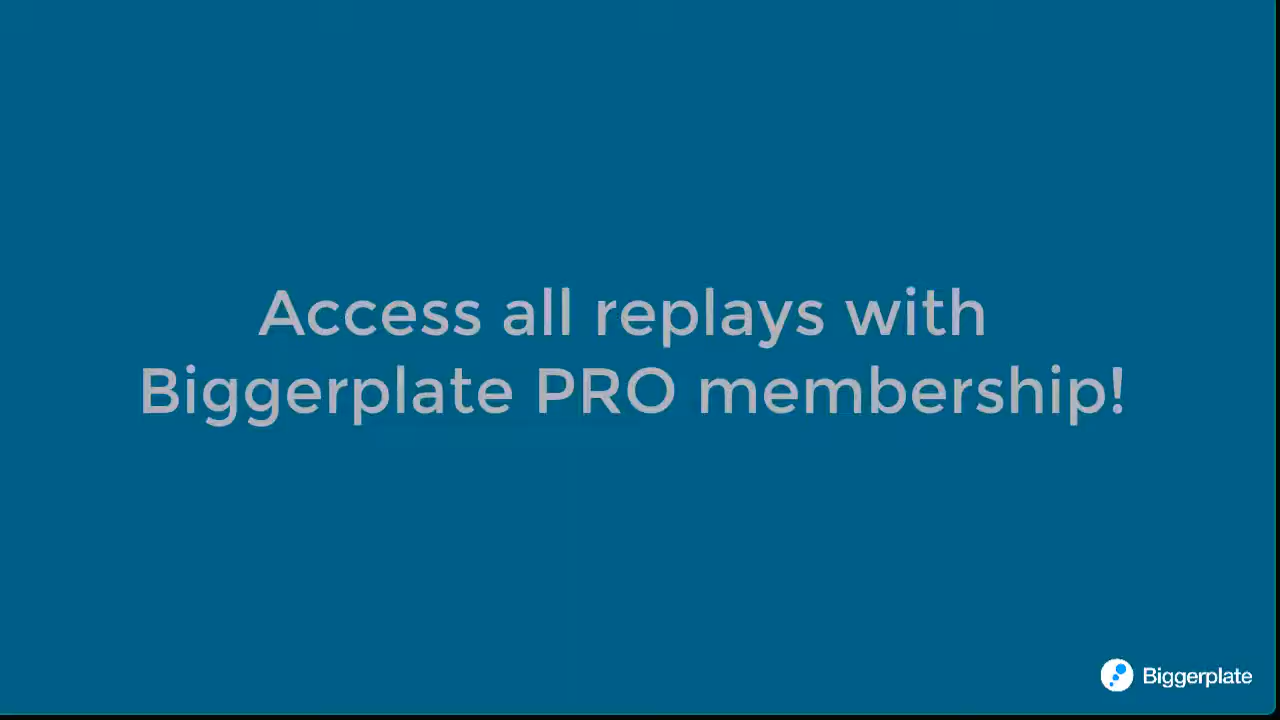 Access all replays with
Biggerplate PRO membership!
Biggerplate